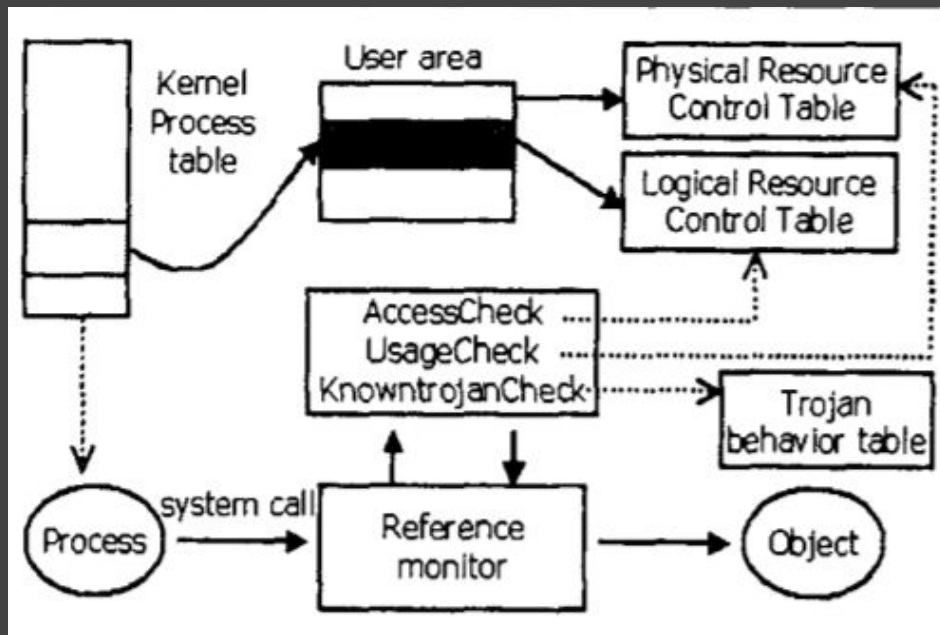 Kernel
Process
table
User area
Physical Resource
Control Table
Logical Resource
Control Table
AccessCheck
UsageCheck
KnowntrojanCheck
Trojan
behavior table
Process
system call
Reference
monitor
Object